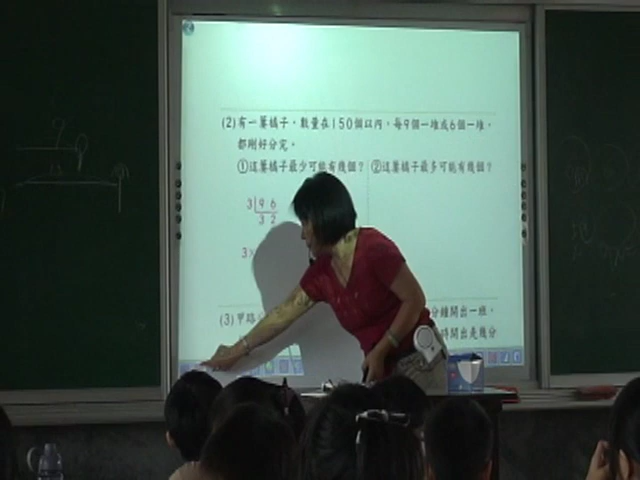 (2)有一簍橘子,數量在150個以內,每9個一堆或6個一堆,
都剛好分完。
①這簍橘子最少可能有幾個? ②這簍橘子最多可能有幾個?
3 9 6
3 2
3×
(3)甲路 分鐘開出一班,
時開出是幾分